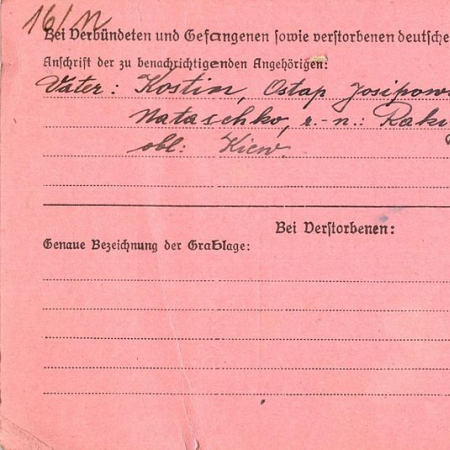 16/11
Bei Verbündeten und Gefangenen sowie verstorbenen deutsche
Anschrift der zu benachrichtigenden Angehörigen:
Vater: Kostin, Ostap Josipow
Nataschko, r.-n.: Raki
obl: Kiew.
Bei Verstorbenen:
Genaue Bezeichnung der Grablage: